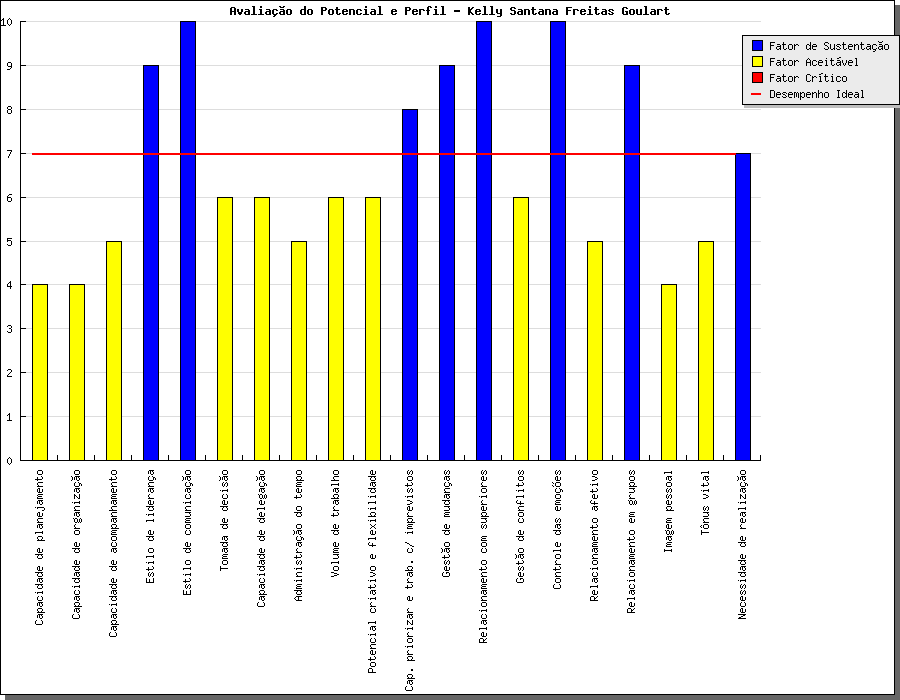 Avaliação do Potencial e Perfil - Kelly Santana Freitas Goulart
Fator de Sustentação
Fator Aceitável
Fator Crítico
Desempenho Ideal
10
9
8
7
6
5
4
3
2
1
0
Capacidade de planejamento
Capacidade de organização
Capacidade de acompanhamento
Estilo de liderança
Estilo de comunicação
Tomada de decisão
Capacidade de delegação
Administração do tempo
Volume de trabalho
Potencial criativo e flexibilidade
Cap. priorizar e trab. c/ imprevistos
Gestão de mudanças
Relacionamento com superiores
Gestão de conflitos
Controle das emoções
Relacionamento afetivo
Relacionamento em grupos
Imagem pessoal
Tônus vital
Necessidade de realização